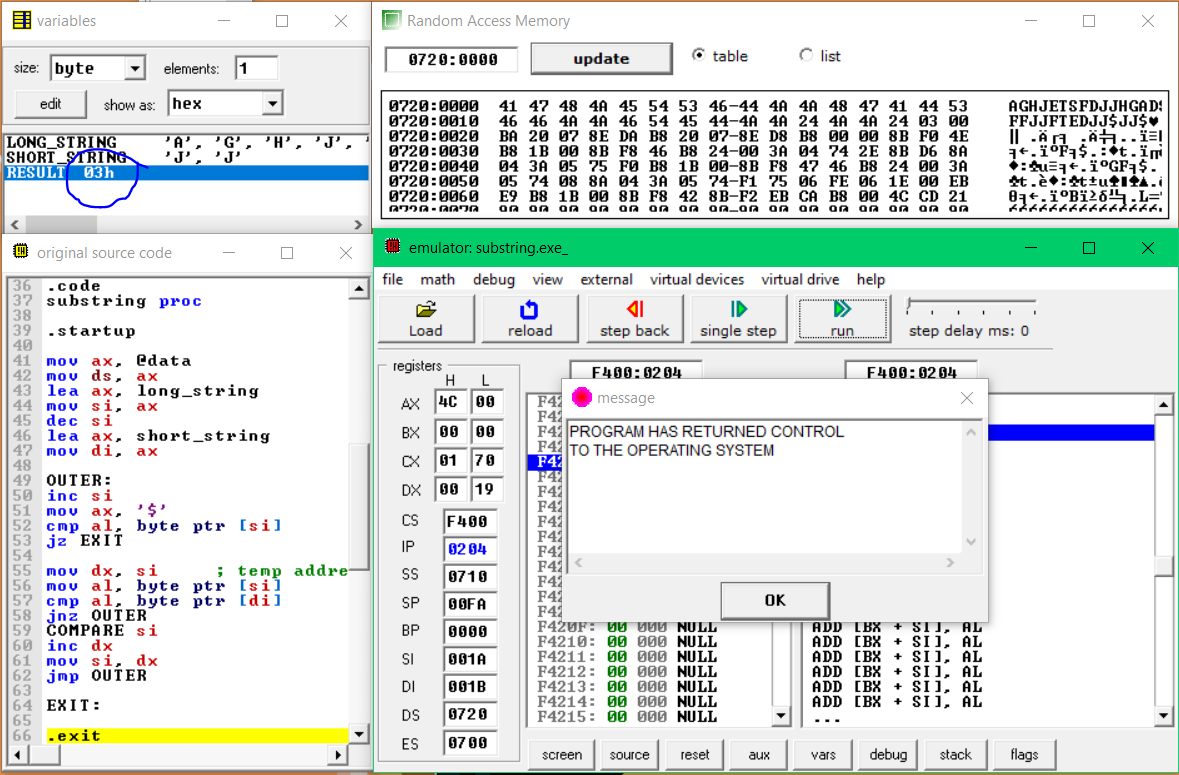 variables
size: byte elements: 1
edit show as: hex
LONG_STRING 'A', 'G', 'H', 'J',
SHORT_STRING 'J', 'J'
RESULT 03h
Random Access Memory
0720:0000 update table list
0720:0000 41 47 48 4A 45 54 53 46-44 4A 4A 48 47 41 44 53 AGHJETSFDJJHGADS
0720:0010 46 46 4A 4A 46 54 45 44-4A 4A 24 4A 4A 24 03 00 FFJJFTEDJJ$JJ$♥
0720:0020 BA 20 07 8E DA B8 20 07-8E D8 B8 00 00 8B F0 4E
0720:0030 B8 1B 00 8B F8 46 B8 24-00 3A 04 74 2E 8B D6 8A
0720:0040 04 3A 05 75 F0 B8 1B 00-8B F8 47 46 B8 24 00 3A
0720:0050 05 74 08 8A 04 3A 05 74-F1 75 06 FE 06 1E 00 EB
0720:0060 E9 B8 1B 00 8B F8 42 8B-F2 EB CA B8 00 4C CD 21
0720:0070 90 90 90 90 90 90 90 90-90 90 90 90 90 90 90 90
original source code
36 .code
37 substring proc
38
39 .startup
40
41 mov ax, @data
42 mov ds, ax
43 lea ax, long_string
44 mov si, ax
45 dec si
46 lea ax, short_string
47 mov di, ax
48
49 OUTER:
50 inc si
51 mov ax, '$'
52 cmp al, byte ptr [si]
53 jz EXIT
54
55 mov dx, si ; temp addre
56 mov al, byte ptr [si]
57 cmp al, byte ptr [di]
58 jnz OUTER
59 COMPARE si
60 inc dx
61 mov si, dx
62 jmp OUTER
63
64 EXIT:
65
66 .exit
emulator: substring.exe_
file math debug view external virtual devices virtual drive help
Load reload step back single step run step delay ms: 0
registers F400:0204 F400:0204
H L
AX 4C 00
BX 00 00
CX 01 70
DX 00 19
CS F400
IP 0204
SS 0710
SP 00FA
BP 0000
SI 001A
DI 001B
DS 0720
ES 0700
message
PROGRAM HAS RETURNED CONTROL
TO THE OPERATING SYSTEM
OK
F420F: 00 000 NULL ADD [BX + SI], AL
F4210: 00 000 NULL ADD [BX + SI], AL
F4211: 00 000 NULL ADD [BX + SI], AL
F4212: 00 000 NULL ADD [BX + SI], AL
F4213: 00 000 NULL ADD [BX + SI], AL
F4214: 00 000 NULL ADD [BX + SI], AL
F4215: 00 000 NULL ...
screen source reset aux vars debug stack flags